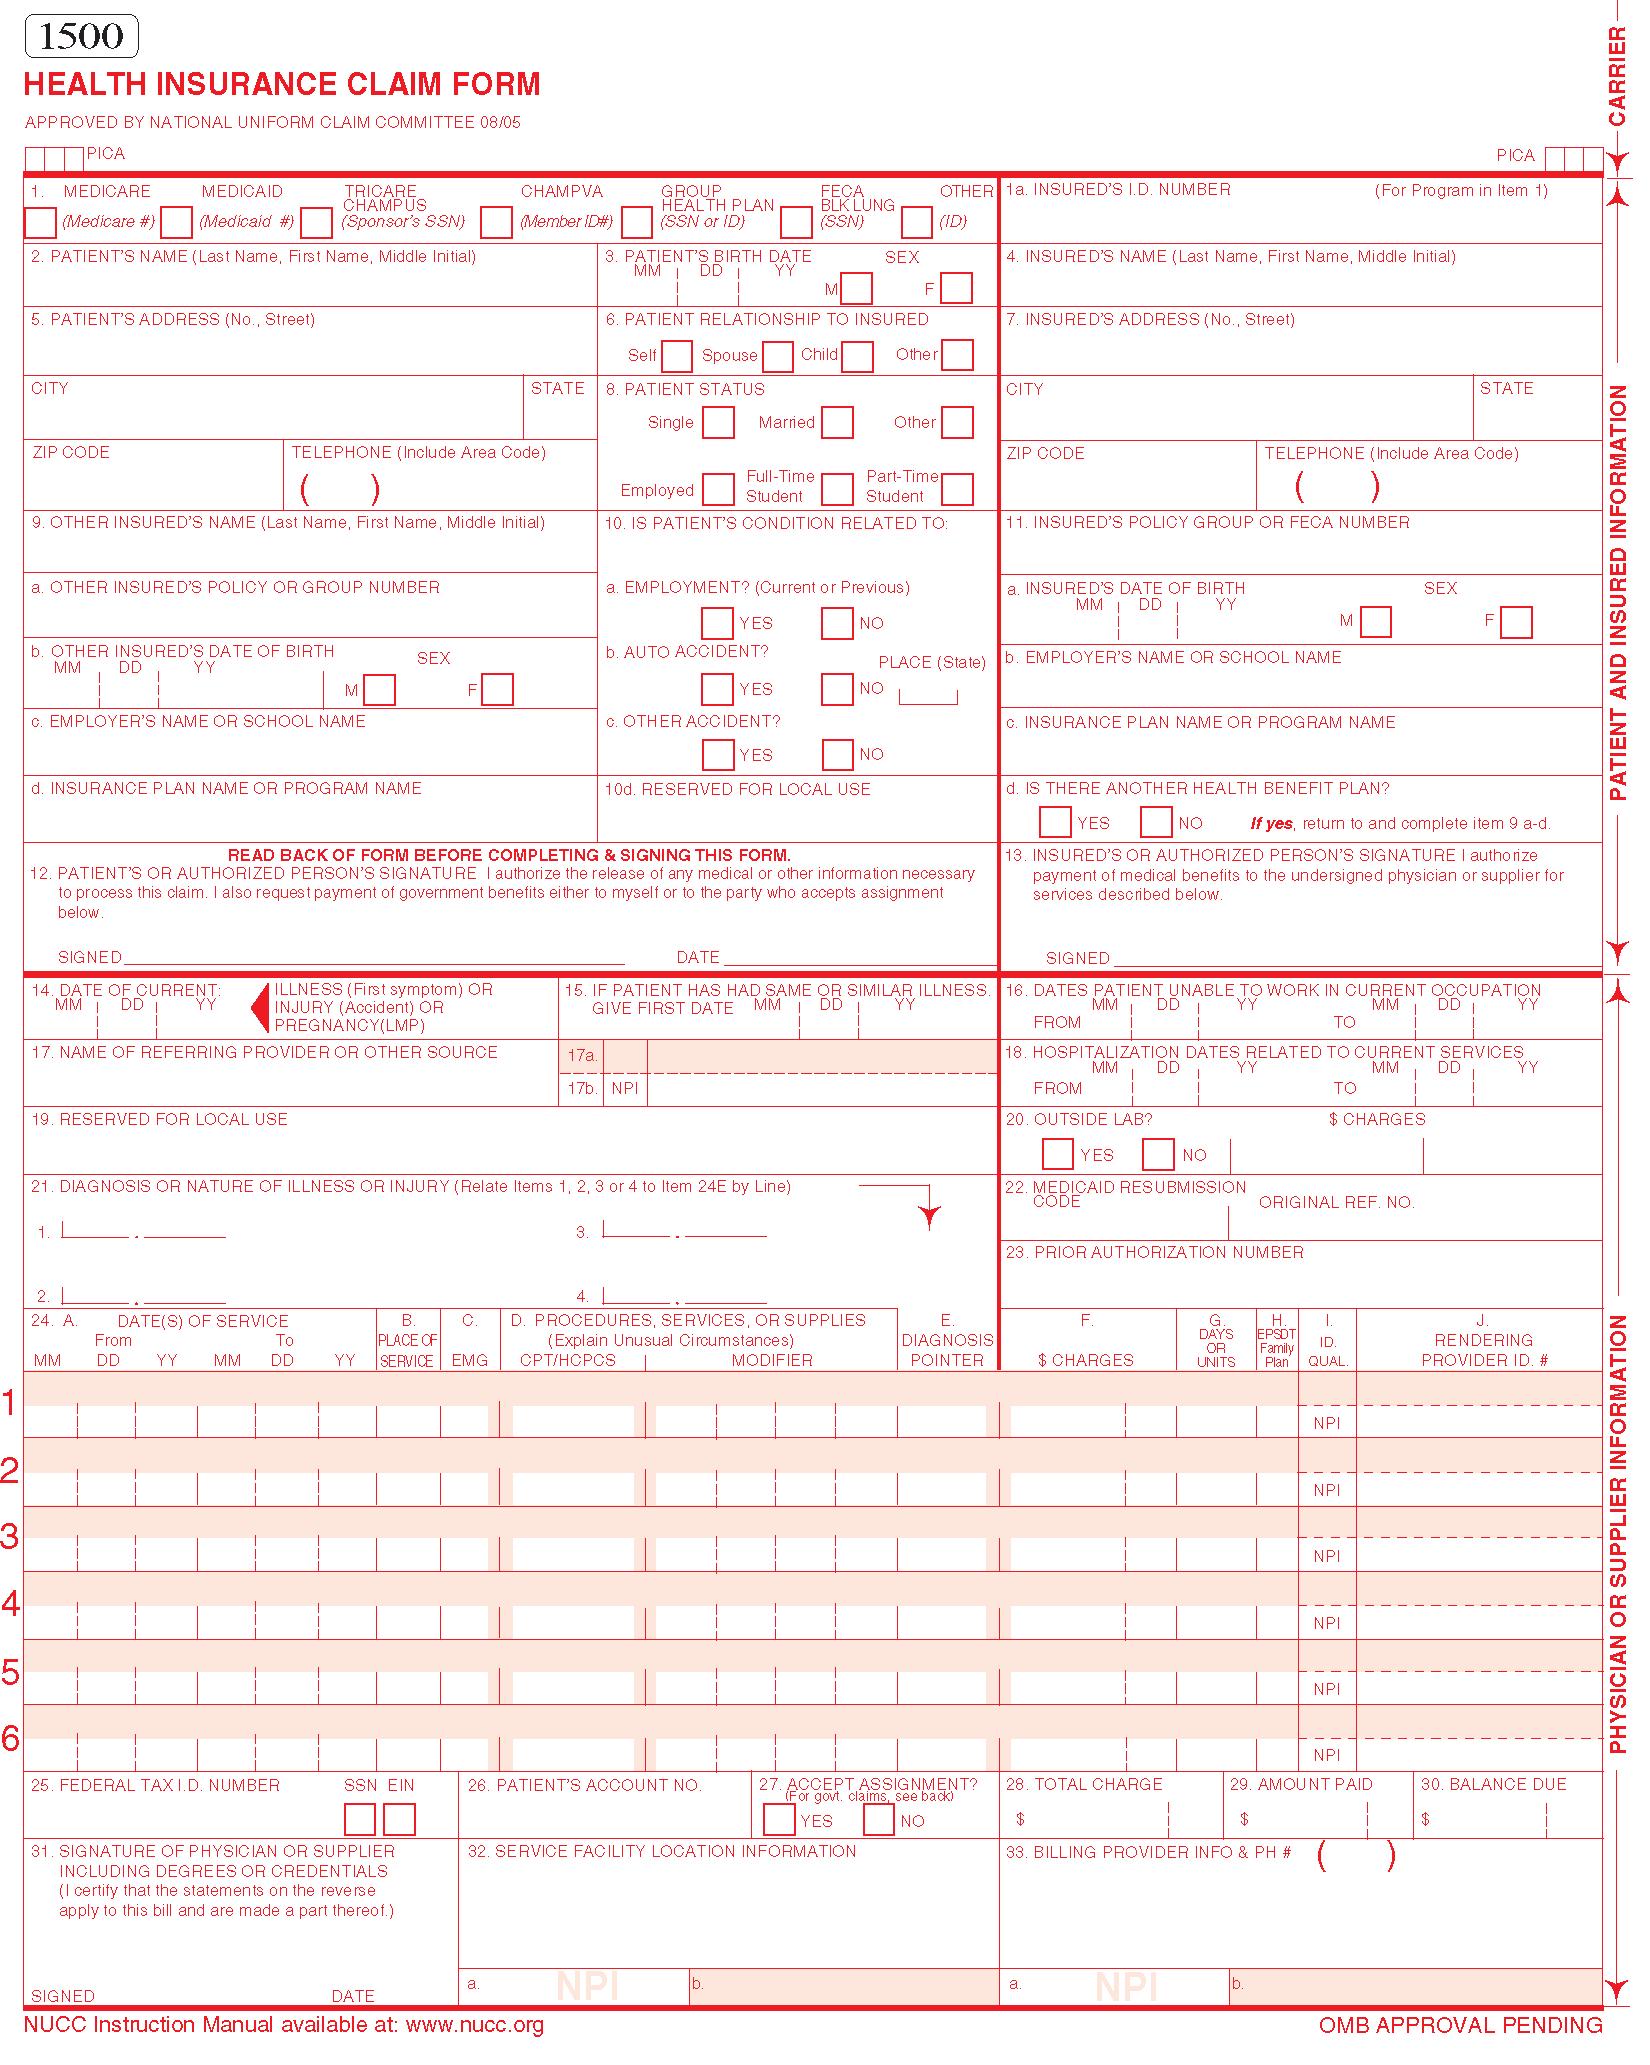 1500
HEALTH INSURANCE CLAIM FORM
APPROVED BY NATIONAL UNIFORM CLAIM COMMITTEE 08/05
PICA
PICA
CARRIER
1. MEDICARE MEDICAID TRICARE CHAMPUS CHAMPVA GROUP HEALTH PLAN FECA BLK LUNG OTHER
(Medicare #) (Medicaid #) (Sponsor's SSN) (Member ID#) (SSN or ID) (SSN) (ID)
1a. INSURED'S I.D. NUMBER (For Program in Item 1)
2. PATIENT'S NAME (Last Name, First Name, Middle Initial)
3. PATIENT'S BIRTH DATE SEX
MM DD YY M F
4. INSURED'S NAME (Last Name, First Name, Middle Initial)
5. PATIENT'S ADDRESS (No., Street)
6. PATIENT RELATIONSHIP TO INSURED
Self Spouse Child Other
7. INSURED'S ADDRESS (No., Street)
CITY STATE
8. PATIENT STATUS
Single Married Other
Employed Full-Time Student Part-Time Student
CITY STATE
ZIP CODE TELEPHONE (Include Area Code)
( )
ZIP CODE TELEPHONE (Include Area Code)
( )
9. OTHER INSURED'S NAME (Last Name, First Name, Middle Initial)
10. IS PATIENT'S CONDITION RELATED TO:
11. INSURED'S POLICY GROUP OR FECA NUMBER
a. OTHER INSURED'S POLICY OR GROUP NUMBER
a. EMPLOYMENT? (Current or Previous)
YES NO
a. INSURED'S DATE OF BIRTH SEX
MM DD YY M F
b. OTHER INSURED'S DATE OF BIRTH SEX
MM DD YY M F
b. AUTO ACCIDENT? PLACE (State)
YES NO
b. EMPLOYER'S NAME OR SCHOOL NAME
c. EMPLOYER'S NAME OR SCHOOL NAME
c. OTHER ACCIDENT?
YES NO
c. INSURANCE PLAN NAME OR PROGRAM NAME
d. INSURANCE PLAN NAME OR PROGRAM NAME
10d. RESERVED FOR LOCAL USE
d. IS THERE ANOTHER HEALTH BENEFIT PLAN?
YES NO If yes, return to and complete item 9 a-d.
READ BACK OF FORM BEFORE COMPLETING & SIGNING THIS FORM.
12. PATIENT'S OR AUTHORIZED PERSON'S SIGNATURE I authorize the release of any medical or other information necessary
to process this claim. I also request payment of government benefits either to myself or to the party who accepts assignment
below.
SIGNED DATE
13. INSURED'S OR AUTHORIZED PERSON'S SIGNATURE I authorize
payment of medical benefits to the undersigned physician or supplier for
services described below.
SIGNED
PATIENT AND INSURED INFORMATION
14. DATE OF CURRENT:
MM DD YY
ILLNESS (First symptom) OR
INJURY (Accident) OR
PREGNANCY(LMP)
15. IF PATIENT HAS HAD SAME OR SIMILAR ILLNESS.
GIVE FIRST DATE MM DD YY
16. DATES PATIENT UNABLE TO WORK IN CURRENT OCCUPATION
MM DD YY MM DD YY
FROM TO
17. NAME OF REFERRING PROVIDER OR OTHER SOURCE
17a.
17b. NPI
18. HOSPITALIZATION DATES RELATED TO CURRENT SERVICES
MM DD YY MM DD YY
FROM TO
19. RESERVED FOR LOCAL USE
20. OUTSIDE LAB? $ CHARGES
YES NO
21. DIAGNOSIS OR NATURE OF ILLNESS OR INJURY (Relate Items 1, 2, 3 or 4 to Item 24E by Line)
1. . 3. .
2. . 4. .
22. MEDICAID RESUBMISSION
CODE ORIGINAL REF. NO.
23. PRIOR AUTHORIZATION NUMBER
24. A. DATE(S) OF SERVICE
From To
MM DD YY MM DD YY
B.
PLACE OF
SERVICE
C.
EMG
D. PROCEDURES, SERVICES, OR SUPPLIES
(Explain Unusual Circumstances)
CPT/HCPCS MODIFIER
E.
DIAGNOSIS
POINTER
F.
$ CHARGES
G.
DAYS
OR
UNITS
H.
EPSDT
Family
Plan
I.
ID.
QUAL.
J.
RENDERING
PROVIDER ID. #
1
NPI
2
NPI
3
NPI
4
NPI
5
NPI
6
NPI
25. FEDERAL TAX I.D. NUMBER SSN EIN
26. PATIENT'S ACCOUNT NO.
27. ACCEPT ASSIGNMENT?
(For govt. claims, see back)
YES NO
28. TOTAL CHARGE
$
29. AMOUNT PAID
$
30. BALANCE DUE
$
31. SIGNATURE OF PHYSICIAN OR SUPPLIER
INCLUDING DEGREES OR CREDENTIALS
(I certify that the statements on the reverse
apply to this bill and are made a part thereof.)
SIGNED DATE
32. SERVICE FACILITY LOCATION INFORMATION
a. NPI b.
33. BILLING PROVIDER INFO & PH # ( )
a. NPI b.
PHYSICIAN OR SUPPLIER INFORMATION
NUCC Instruction Manual available at: www.nucc.org
OMB APPROVAL PENDING